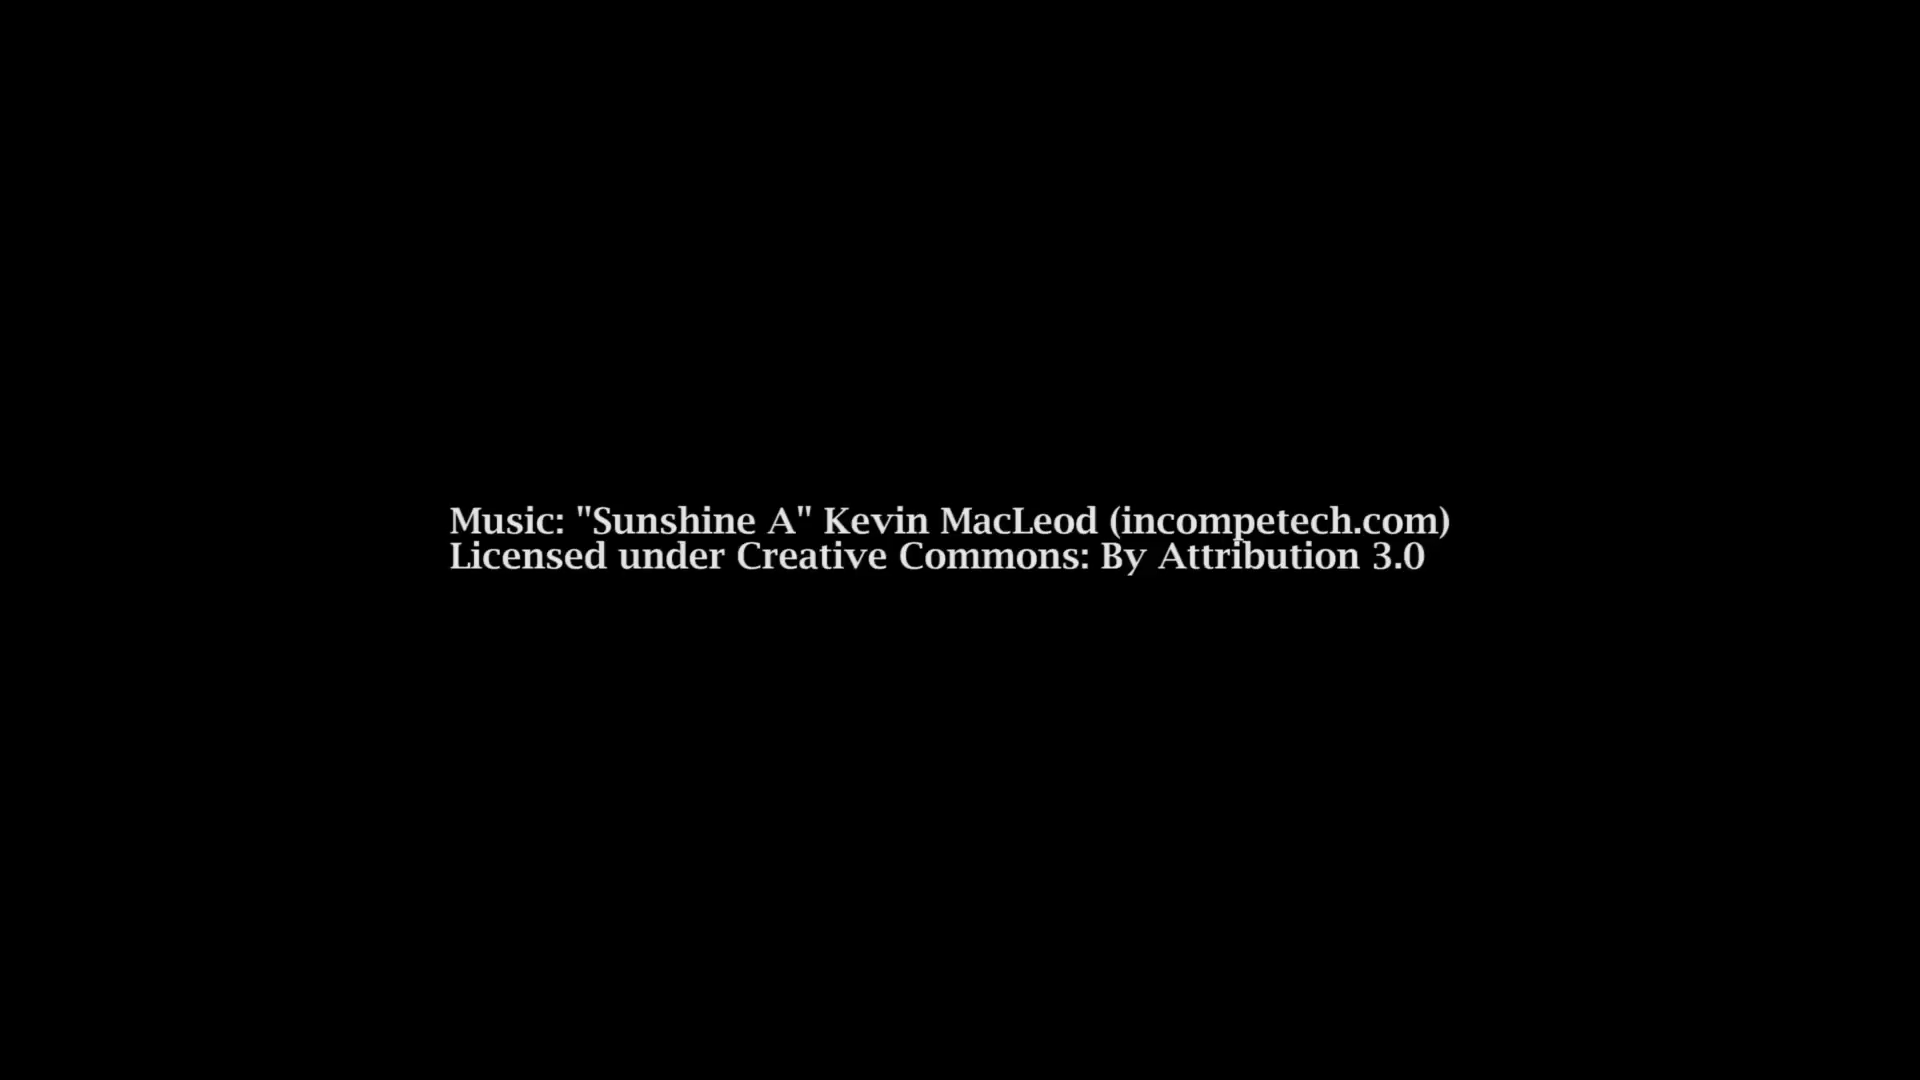 Music: "Sunshine A" Kevin MacLeod (incompetech.com)
Licensed under Creative Commons: By Attribution 3.0